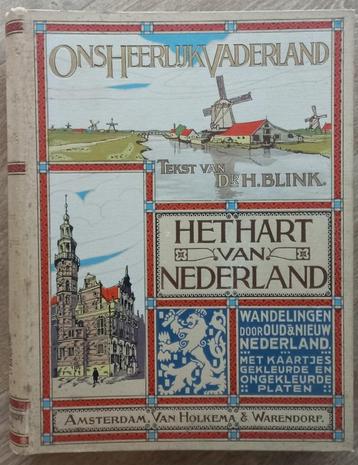 ONS HEERLIJK VADERLAND
TEKST VAN DR H. BLINK.
HET HART
VAN
NEDERLAND
WANDELINGEN
DOOR OUD & NIEUW
NEDERLAND.
MET KAARTJES
GEKLEURDE EN
ONGEKLEURDE
PLATEN
AMSTERDAM, VAN HOLKEMA & WARENDORF.